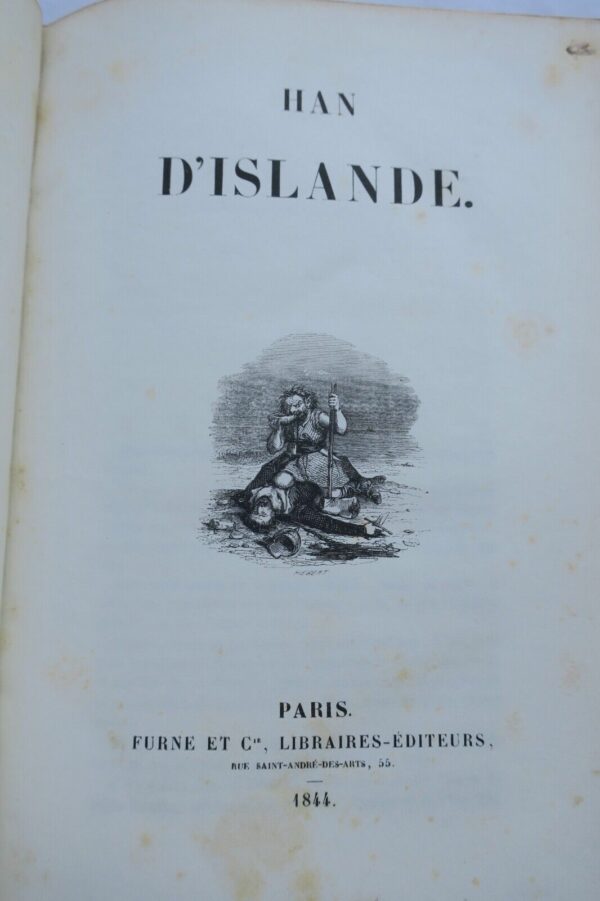 HAN
D'ISLANDE.
PARIS.
FURNE ET Cie, LIBRAIRES-ÉDITEURS,
RUE SAINT-ANDRÉ-DES-ARTS, 55.
1844.